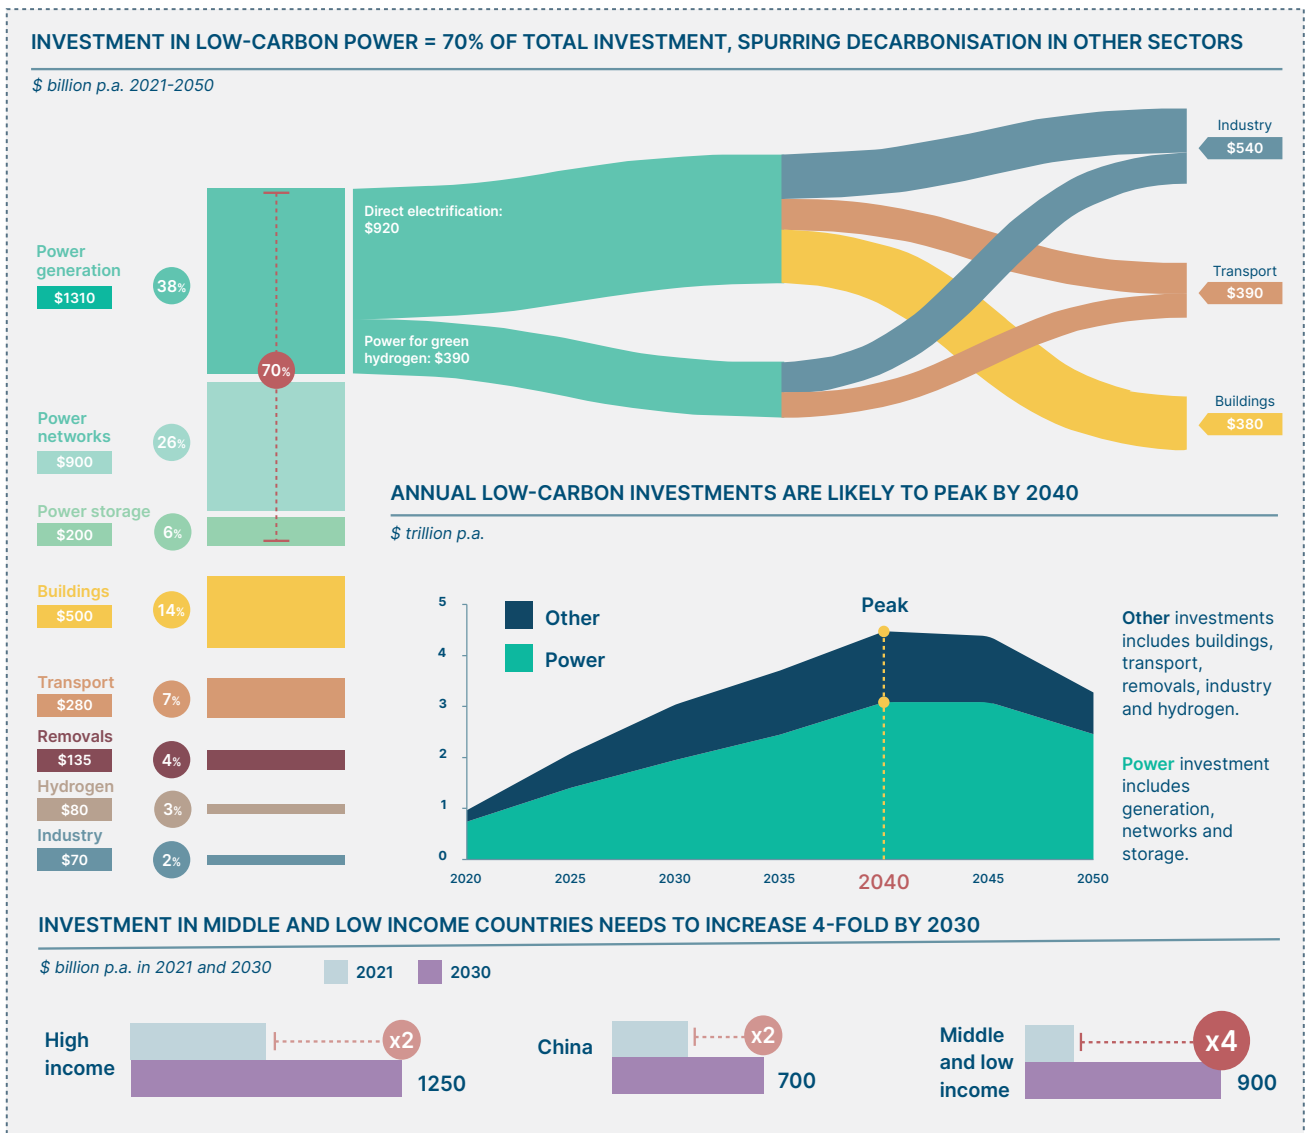 INVESTMENT IN LOW-CARBON POWER = 70% OF TOTAL INVESTMENT, SPURRING DECARBONISATION IN OTHER SECTORS
$ billion p.a. 2021-2050
Power
generation
$1310
38%
70%
Power
networks
$900
26%
Power storage
$200
6%
Buildings
$500
14%
Transport
$280
7%
Removals
$135
4%
Hydrogen
$80
3%
Industry
$70
2%
Direct electrification:
$920
Power for green
hydrogen: $390
Industry
$540
Transport
$390
Buildings
$380
ANNUAL LOW-CARBON INVESTMENTS ARE LIKELY TO PEAK BY 2040
$ trillion p.a.
5
4
3
2
1
0
Other
Power
Peak
2020
2025
2030
2035
2040
2045
2050
Other investments
includes buildings,
transport,
removals, industry
and hydrogen.
Power investment
includes
generation,
networks and
storage.
INVESTMENT IN MIDDLE AND LOW INCOME COUNTRIES NEEDS TO INCREASE 4-FOLD BY 2030
$ billion p.a. in 2021 and 2030
2021
2030
High
income
x2
1250
China
x2
700
Middle
and low
income
x4
900